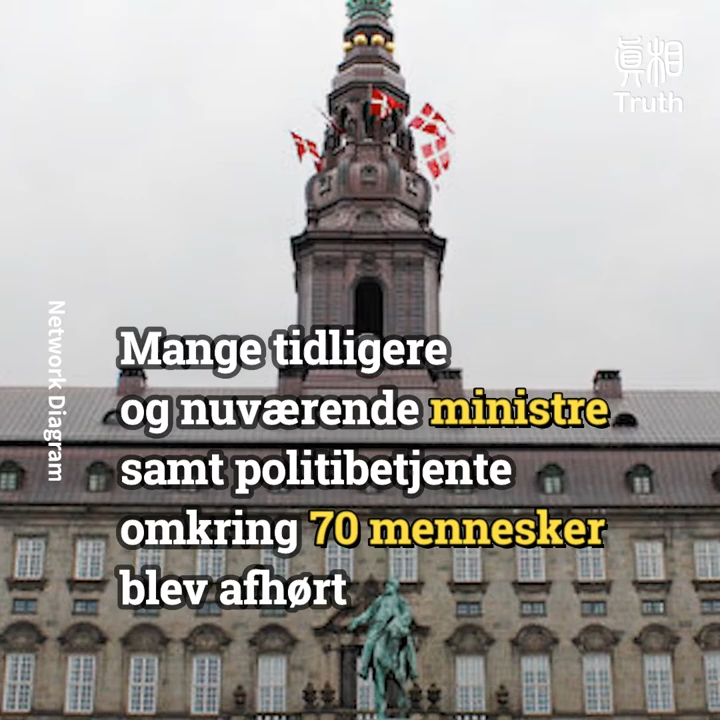 真相
Truth
Network Diagram
Mange tidligere
og nuværende ministre
samt politibetjente
omkring 70 mennesker
blev afhørt